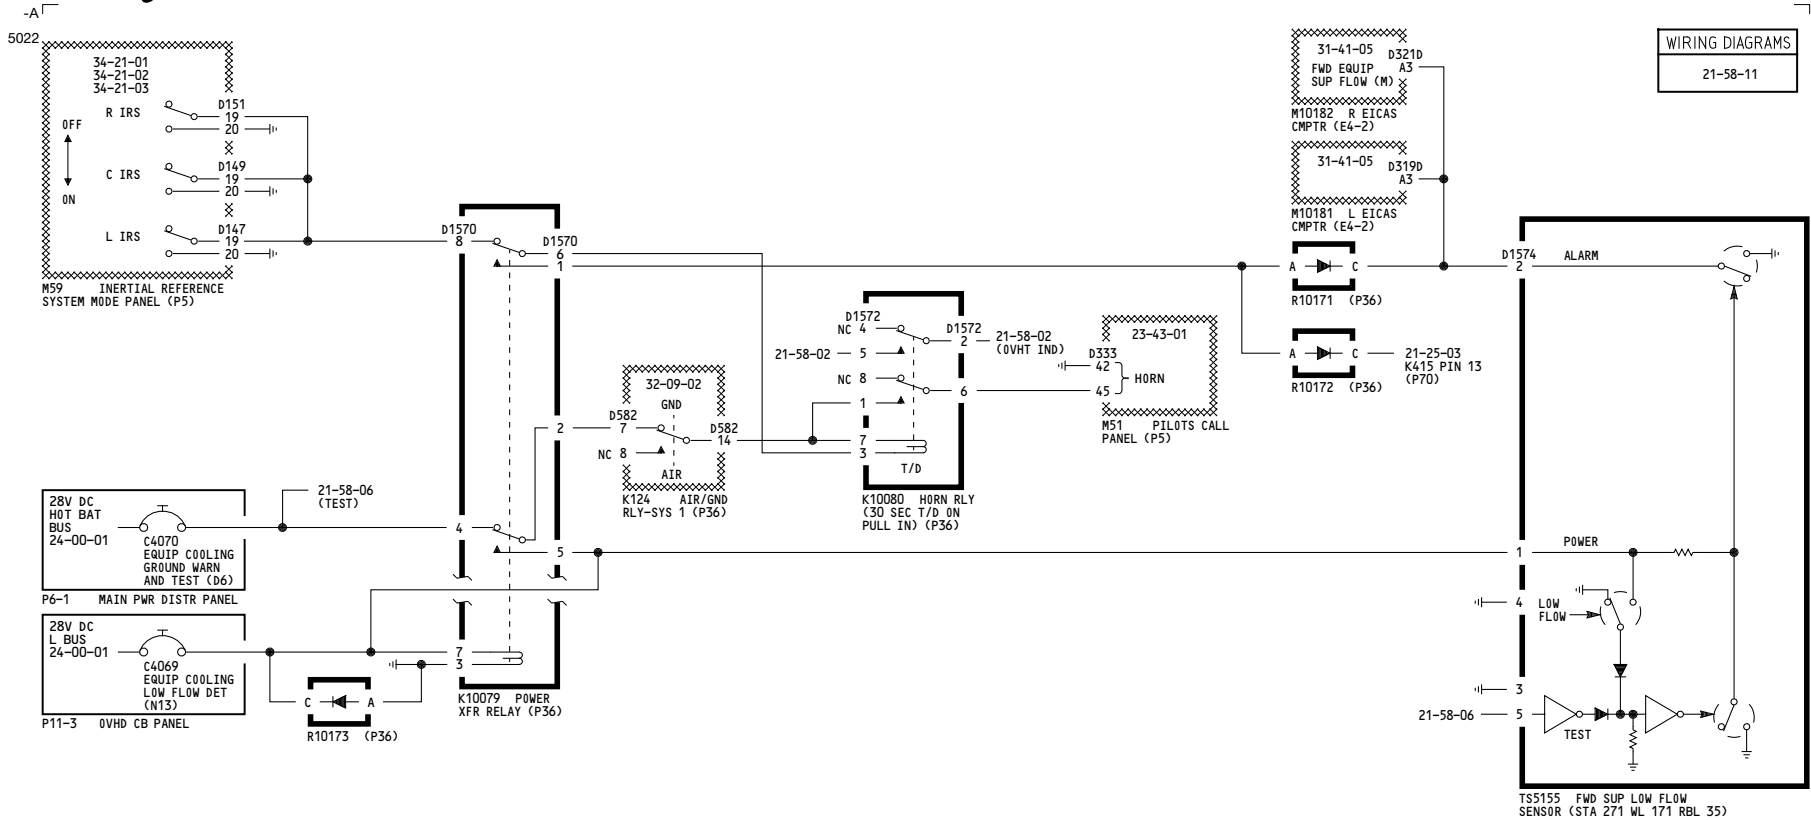 -A
5022
WIRING DIAGRAMS
21-58-11
34-21-01
34-21-02
34-21-03
OFF
ON
R IRS
D151
19
20
C IRS
D149
19
20
L IRS
D147
19
20
M59 INERTIAL REFERENCE
SYSTEM MODE PANEL (P5)
D1570
8
D1570
6
1
2
4
5
7
3
K10079 POWER
XFR RELAY (P36)
28V DC
HOT BAT
BUS
24-00-01
C4070
EQUIP COOLING
GROUND WARN
AND TEST (D6)
P6-1 MAIN PWR DISTR PANEL
21-58-06
(TEST)
28V DC
L BUS
24-00-01
C4069
EQUIP COOLING
LOW FLOW DET
(N13)
P11-3 OVHD CB PANEL
C A
R10173 (P36)
32-09-02
GND
D582
7
NC 8
D582
14
AIR
K124 AIR/GND
RLY-SYS 1 (P36)
D1572
NC 4
21-58-02 5
NC 8
1
7
3
D1572
2
6
T/D
K10080 HORN RLY
(30 SEC T/D ON
PULL IN) (P36)
21-58-02
(OVHT IND)
23-43-01
D333
42
45
HORN
M51 PILOTS CALL
PANEL (P5)
31-41-05
FWD EQUIP
SUP FLOW (M)
D321D
A3
M10182 R EICAS
CMPTR (E4-2)
31-41-05
D319D
A3
M10181 L EICAS
CMPTR (E4-2)
A C
R10171 (P36)
A C
R10172 (P36)
21-25-03
K415 PIN 13
(P70)
D1574
2
ALARM
1
POWER
4
LOW
FLOW
3
21-58-06 5
TEST
TS5155 FWD SUP LOW FLOW
SENSOR (STA 271 WL 171 RBL 35)